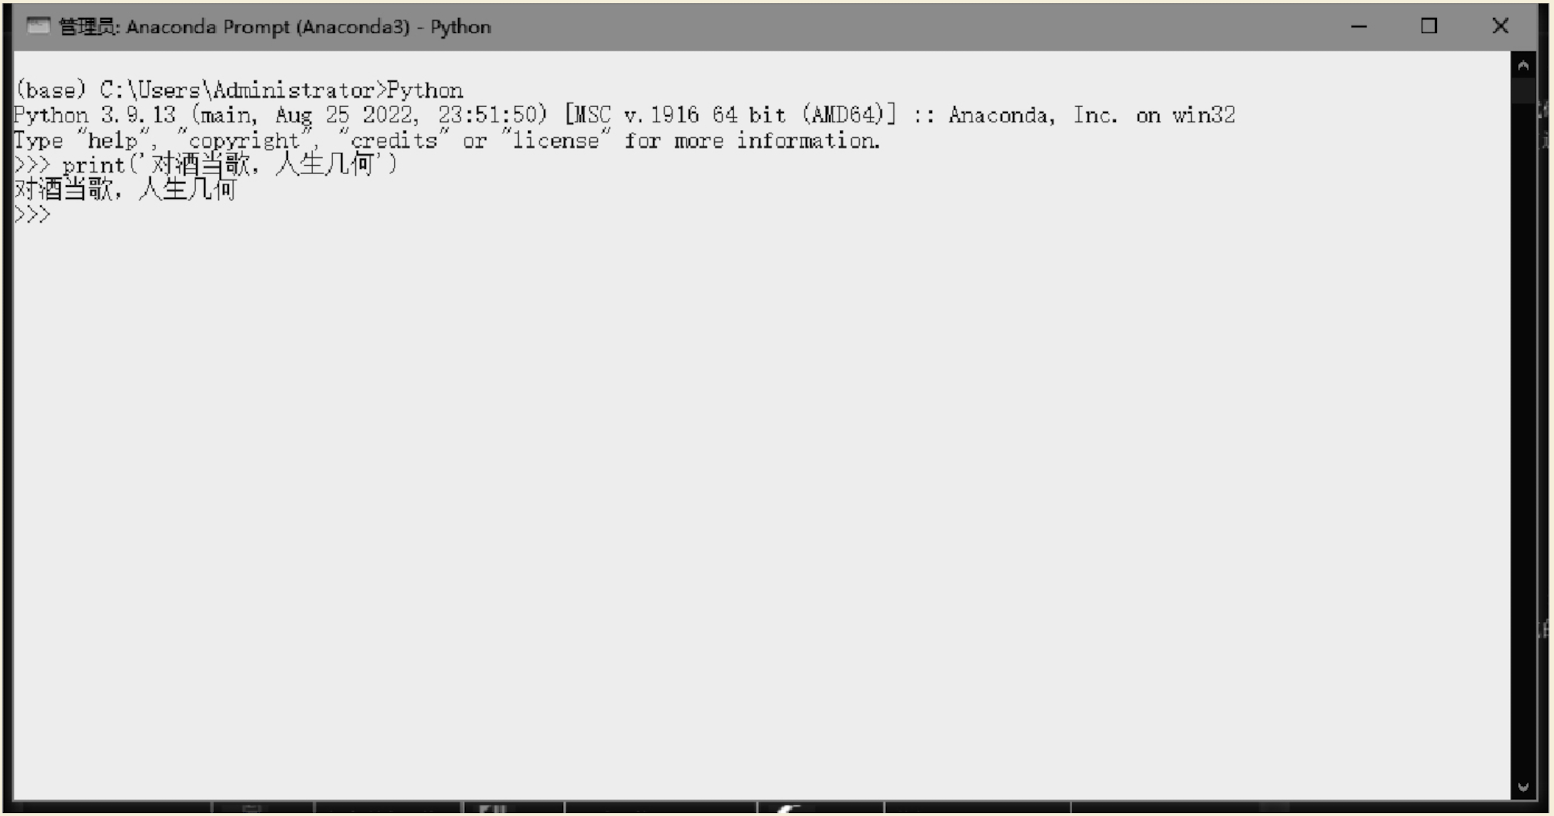 管理员: Anaconda Prompt (Anaconda3) - Python
(base) C:\Users\Administrator>Python
Python 3.9.13 (main, Aug 25 2022, 23:51:50) [MSC v.1916 64 bit (AMD64)] :: Anaconda, Inc. on win32
Type "help", "copyright", "credits" or "license" for more information.
>>> print('对酒当歌，人生几何')
对酒当歌，人生几何
>>>